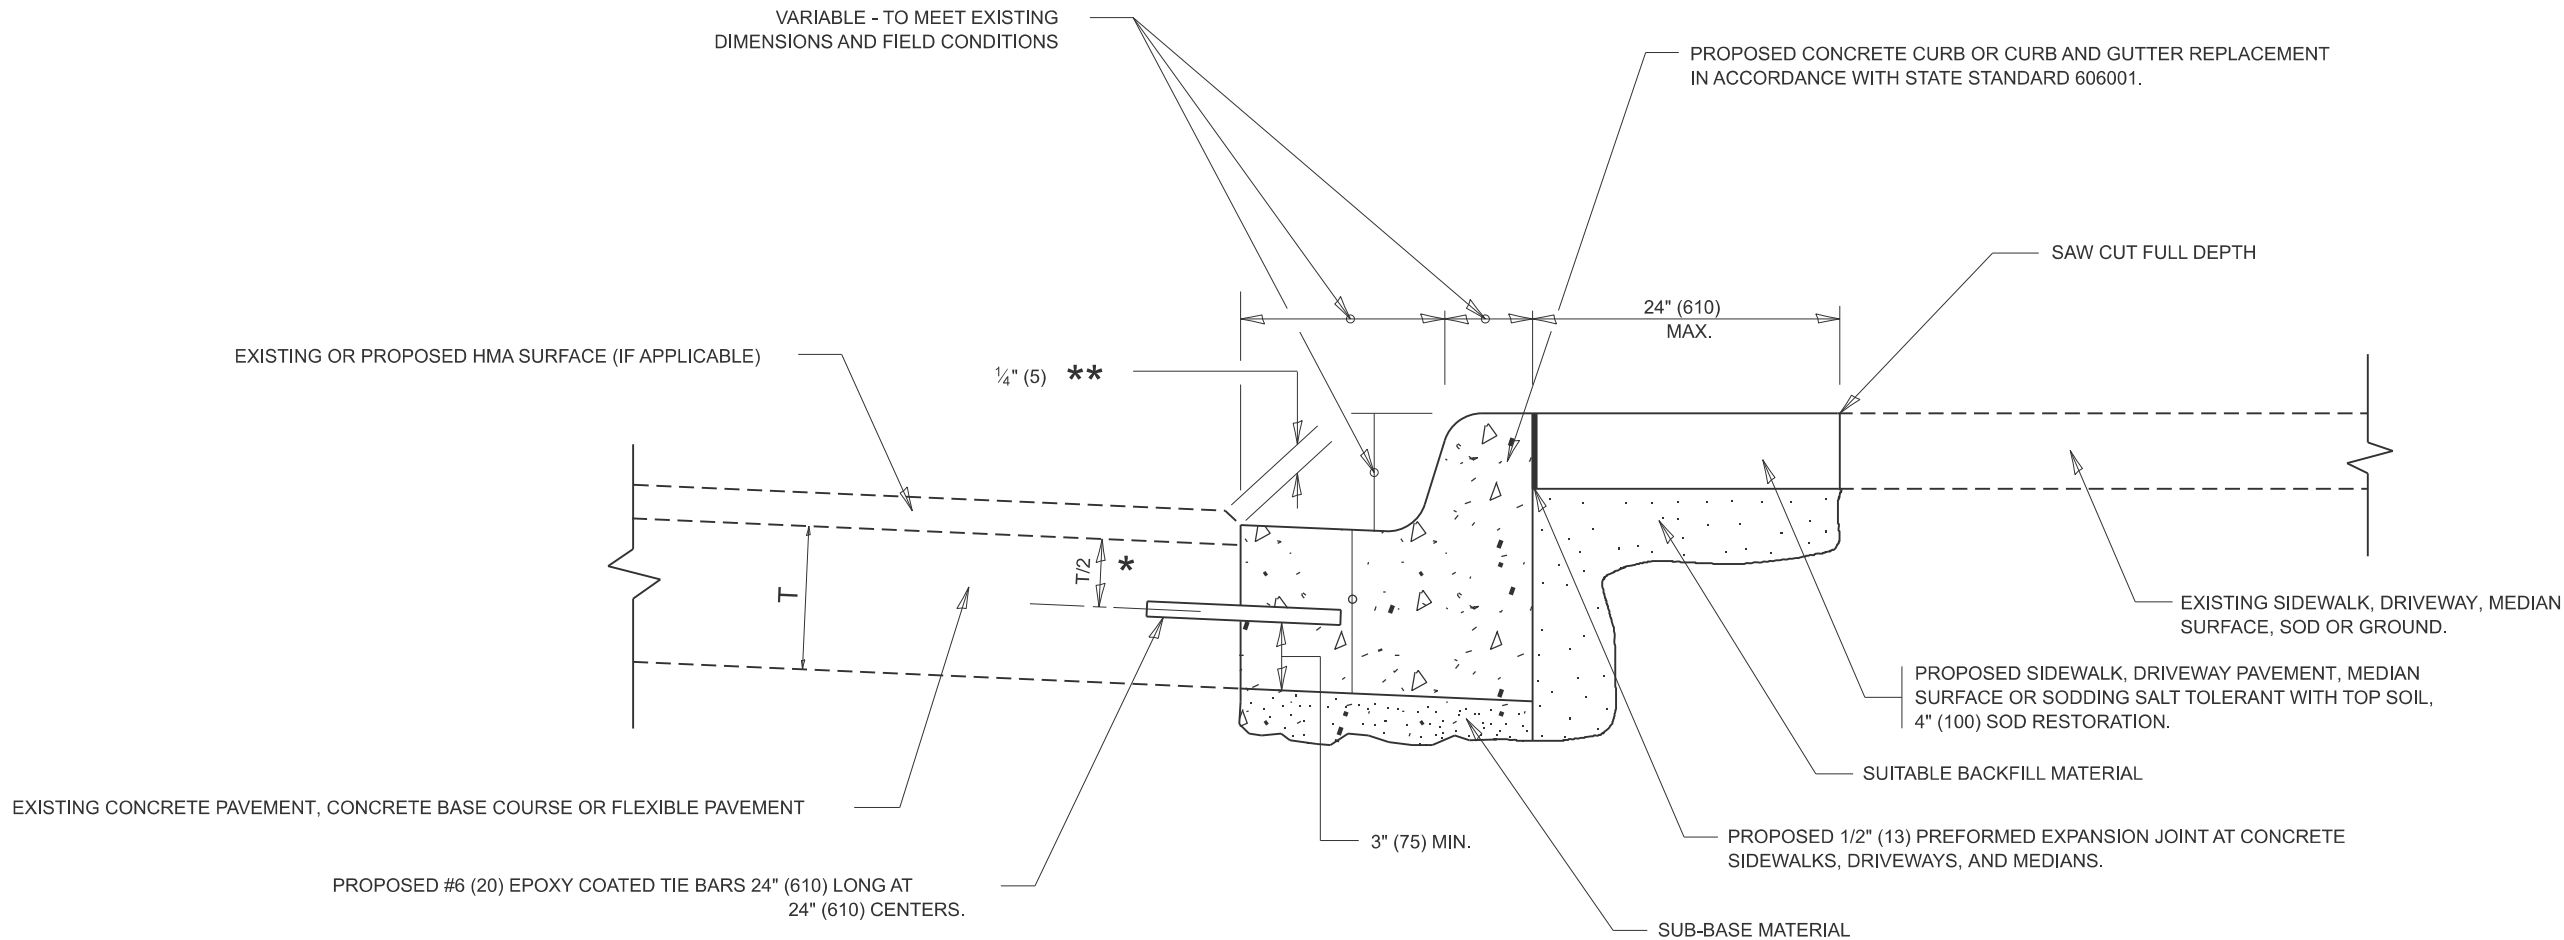 VARIABLE - TO MEET EXISTING
DIMENSIONS AND FIELD CONDITIONS
PROPOSED CONCRETE CURB OR CURB AND GUTTER REPLACEMENT
IN ACCORDANCE WITH STATE STANDARD 606001.
SAW CUT FULL DEPTH
24" (610)
MAX.
EXISTING OR PROPOSED HMA SURFACE (IF APPLICABLE)
¼" (5) **
T/2 *
T
EXISTING SIDEWALK, DRIVEWAY, MEDIAN
SURFACE, SOD OR GROUND.
PROPOSED SIDEWALK, DRIVEWAY PAVEMENT, MEDIAN
SURFACE OR SODDING SALT TOLERANT WITH TOP SOIL,
4" (100) SOD RESTORATION.
SUITABLE BACKFILL MATERIAL
EXISTING CONCRETE PAVEMENT, CONCRETE BASE COURSE OR FLEXIBLE PAVEMENT
3" (75) MIN.
PROPOSED 1/2" (13) PREFORMED EXPANSION JOINT AT CONCRETE
SIDEWALKS, DRIVEWAYS, AND MEDIANS.
PROPOSED #6 (20) EPOXY COATED TIE BARS 24" (610) LONG AT
24" (610) CENTERS.
SUB-BASE MATERIAL